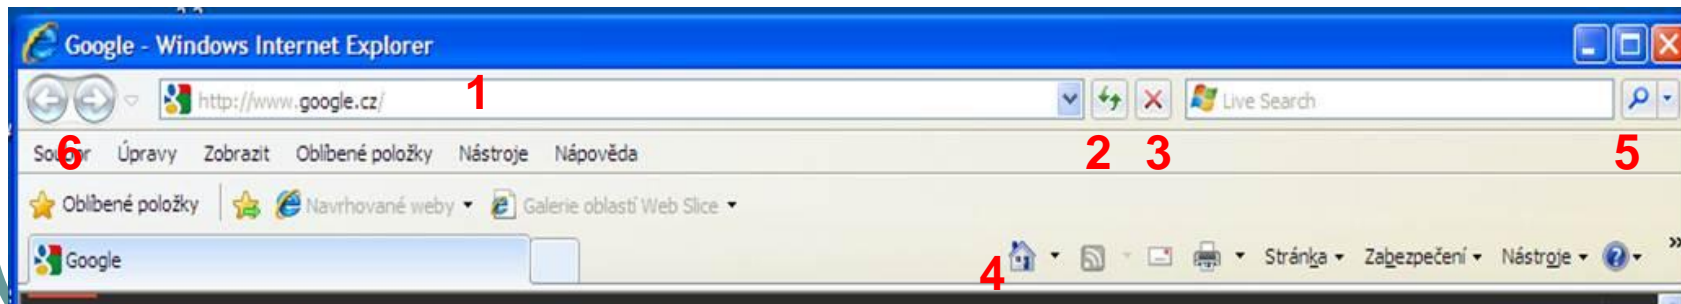 Google - Windows Internet Explorer
http://www.google.cz/ 1 Live Search
6 2 3 5
Soubor Úpravy Zobrazit Oblíbené položky Nástroje Nápověda
Oblíbené položky Navrhované weby Galerie oblastí Web Slice
Google 4 Stránka Zabezpečení Nástroje